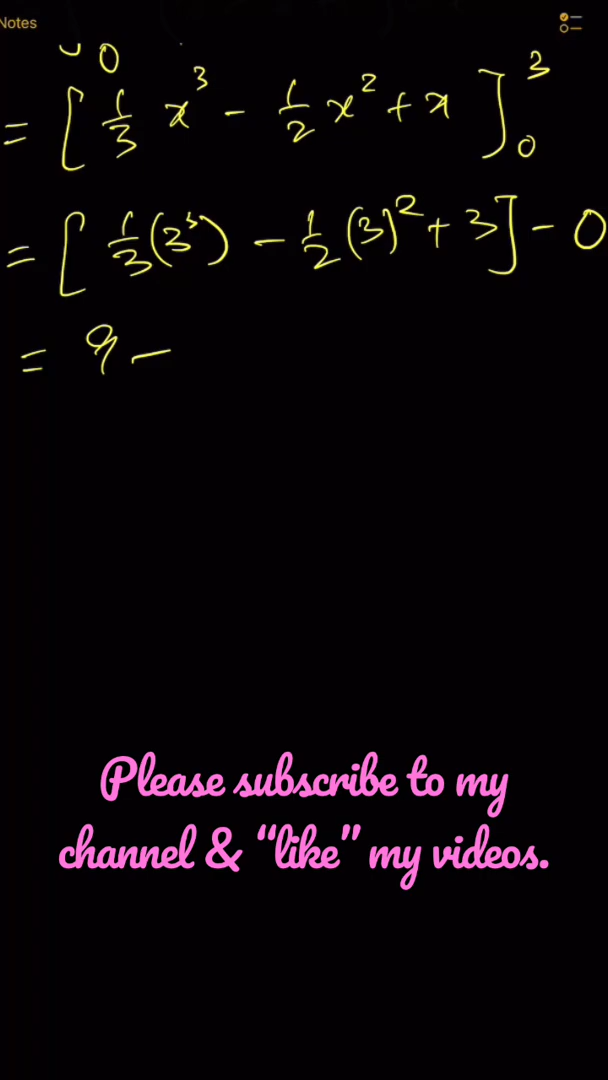 Notes
0
= [ 1/3 x³ - 1/2 x² + x ]₀³
= [ 1/3 (3³) - 1/2 (3)² + 3 ] - 0
= 9 -
Please subscribe to my
channel & “like” my videos.